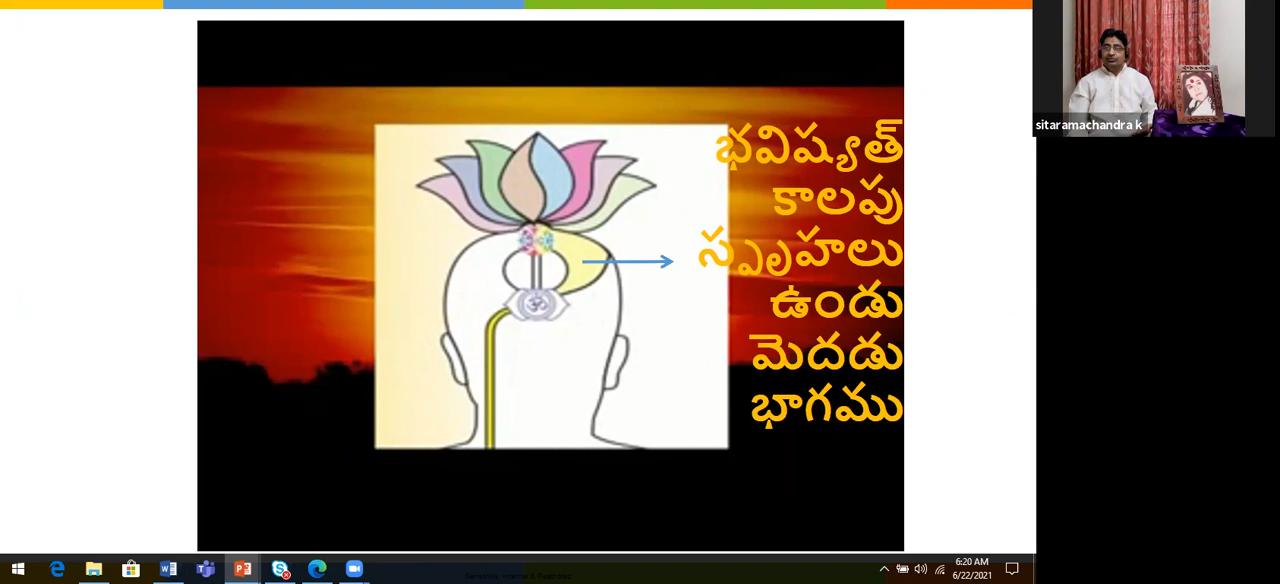 భవిష్యత్
కాలపు
స్పృహలు
ఉండు
మెదడు
భాగము
sitaramachandra k
6:20 AM
6/22/2021